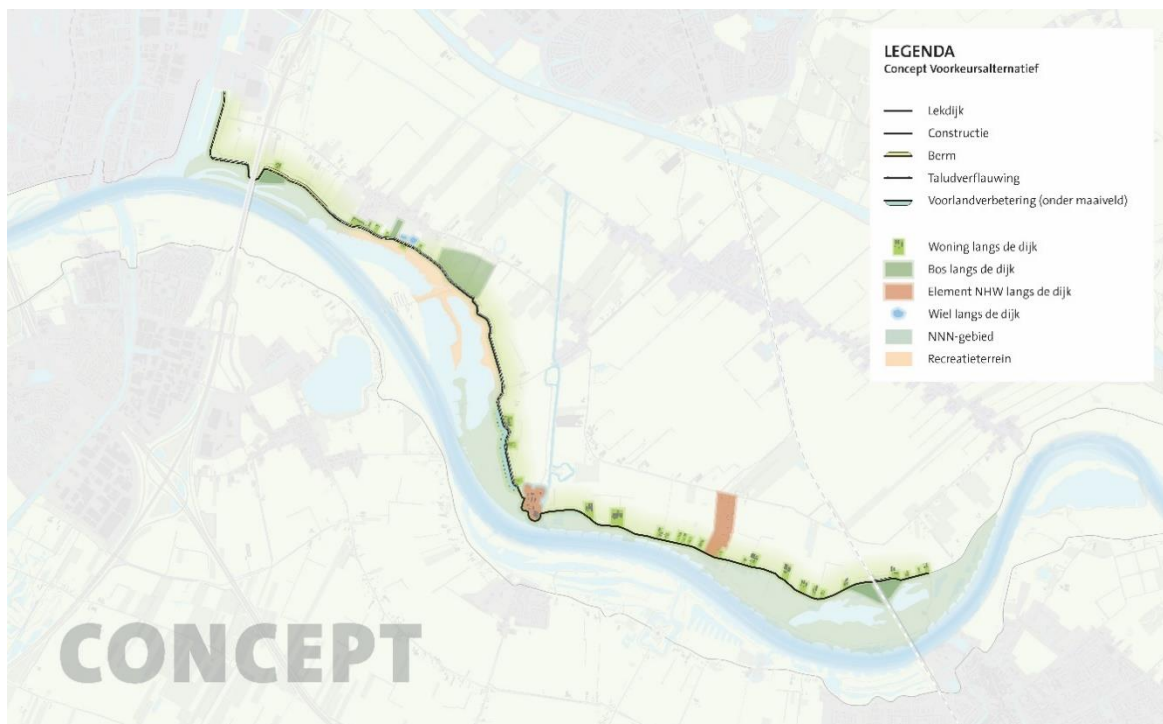 LEGENDA
Concept Voorkeursalternatief
Lekdijk
Constructie
Berm
Taludverflauwing
Voorlandverbetering (onder maaiveld)
Woning langs de dijk
Bos langs de dijk
Element NHW langs de dijk
Wiel langs de dijk
NNN-gebied
Recreatieterrein
CONCEPT